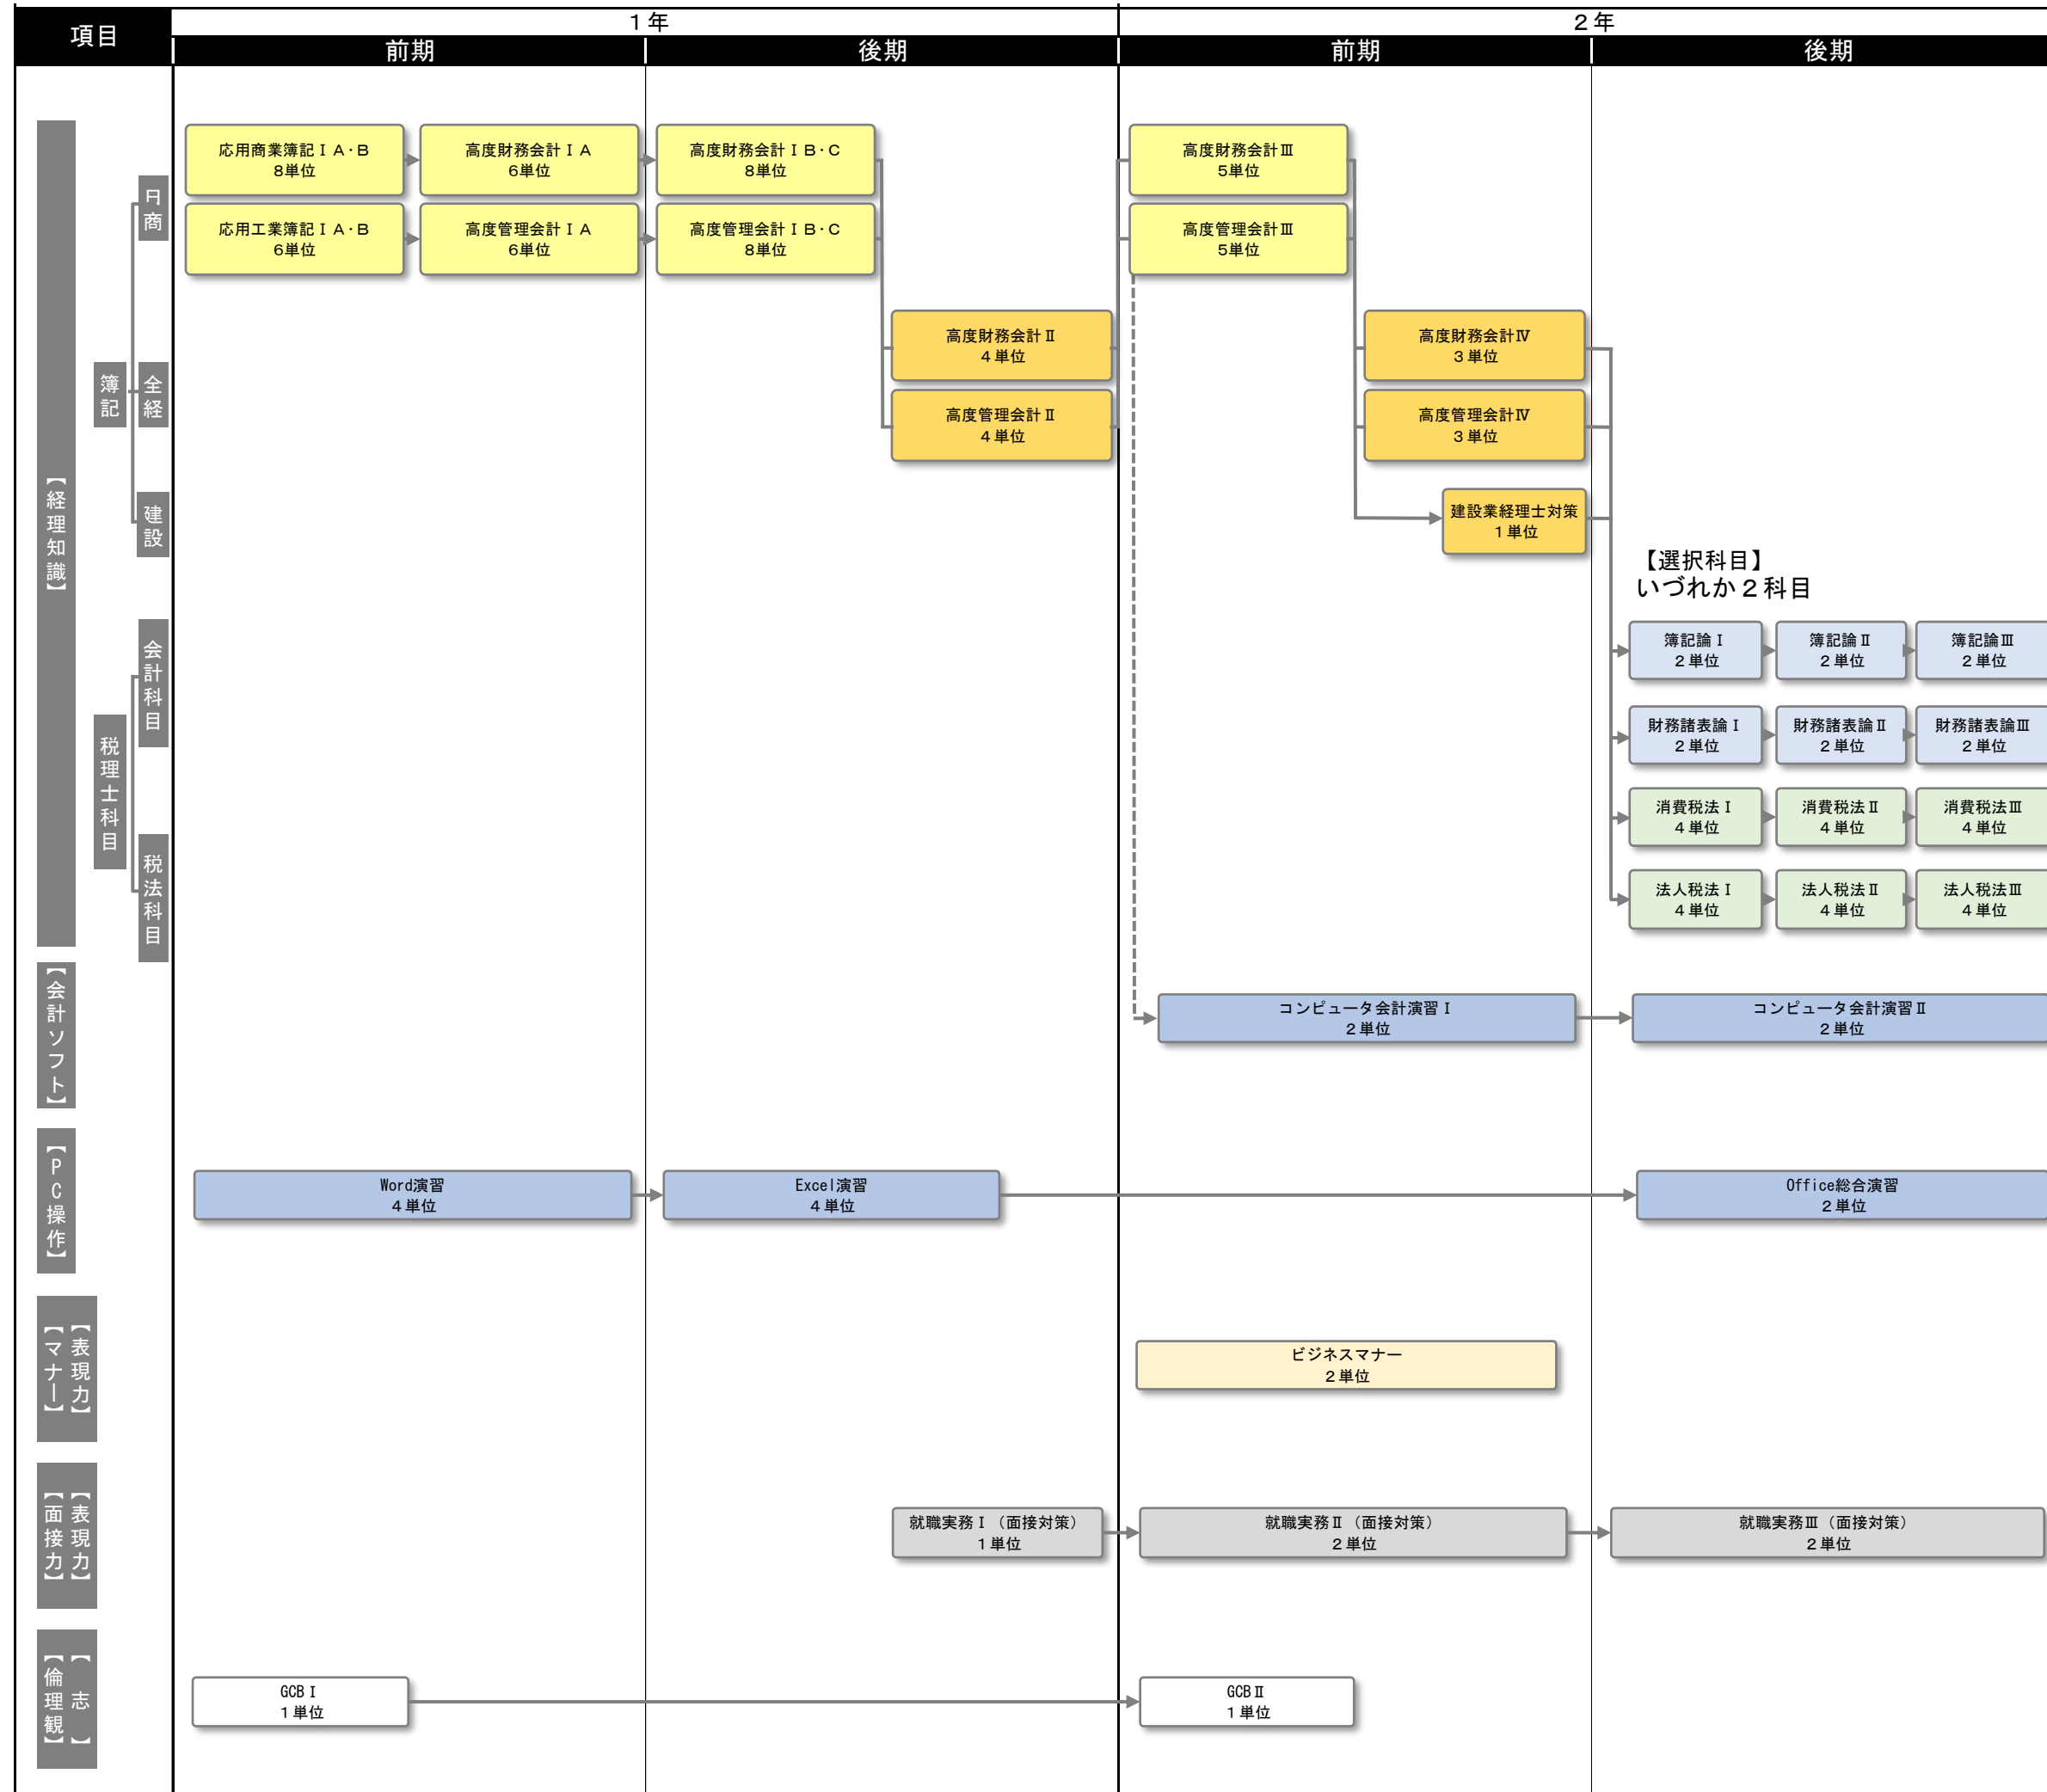 項目
１年
２年
前期
後期
前期
後期
【経理知識】
簿記
日商
全経
建設
税理士科目
会計科目
税法科目
応用商業簿記ⅠＡ・Ｂ
8単位
高度財務会計ⅠＡ
6単位
高度財務会計ⅠＢ・Ｃ
8単位
高度財務会計Ⅲ
5単位
応用工業簿記ⅠＡ・Ｂ
6単位
高度管理会計ⅠＡ
6単位
高度管理会計ⅠＢ・Ｃ
8単位
高度管理会計Ⅲ
5単位
高度財務会計Ⅱ
４単位
高度財務会計Ⅳ
３単位
高度管理会計Ⅱ
４単位
高度管理会計Ⅳ
３単位
建設業経理士対策
１単位
【選択科目】
いづれか２科目
簿記論Ⅰ
２単位
簿記論Ⅱ
２単位
簿記論Ⅲ
２単位
財務諸表論Ⅰ
２単位
財務諸表論Ⅱ
２単位
財務諸表論Ⅲ
２単位
消費税法Ⅰ
４単位
消費税法Ⅱ
４単位
消費税法Ⅲ
４単位
法人税法Ⅰ
４単位
法人税法Ⅱ
４単位
法人税法Ⅲ
４単位
【会計ソフト】
コンピュータ会計演習Ⅰ
２単位
コンピュータ会計演習Ⅱ
２単位
【ＰＣ操作】
Word演習
４単位
Excel演習
４単位
Office総合演習
２単位
【表現力】
【マナー】
ビジネスマナー
２単位
【表現力】
【面接力】
就職実務Ⅰ（面接対策）
１単位
就職実務Ⅱ（面接対策）
２単位
就職実務Ⅲ（面接対策）
２単位
【志】
【倫理観】
GCBⅠ
１単位
GCBⅡ
１単位